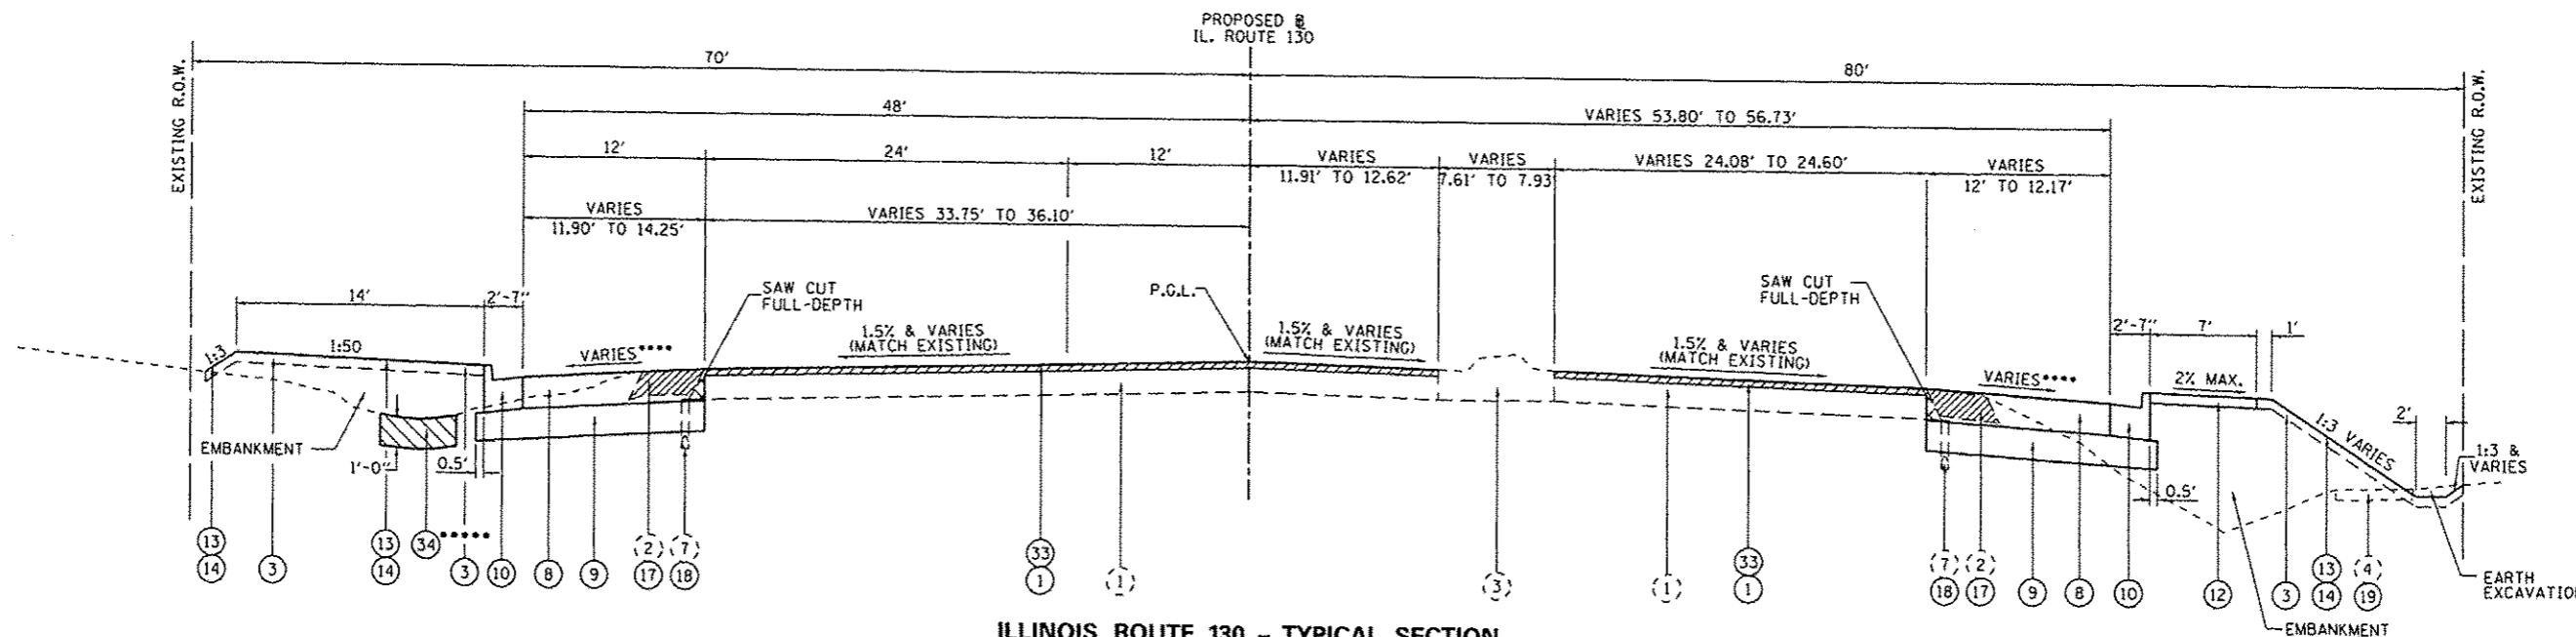 PROPOSED ℄
IL. ROUTE 130
EXISTING R.O.W.
70'
80'
EXISTING R.O.W.
48'
VARIES 53.80' TO 56.73'
12'
24'
12'
VARIES
11.91' TO 12.62'
VARIES
7.61' TO 7.93'
VARIES 24.08' TO 24.60'
VARIES
12' TO 12.17'
VARIES
11.90' TO 14.25'
VARIES 33.75' TO 36.10'
14'
2'-7"
SAW CUT
FULL-DEPTH
P.G.L.
SAW CUT
FULL-DEPTH
2'-7"
7'
1'
1:3
1:50
VARIES****
1.5% & VARIES
(MATCH EXISTING)
1.5% & VARIES
(MATCH EXISTING)
1.5% & VARIES
(MATCH EXISTING)
VARIES****
2% MAX.
1:3 VARIES
2'
1:3 &
VARIES
EMBANKMENT
1'-0"
0.5'
0.5'
13
14
3
13
14
34
*****
3
10
8
9
2
17
7
18
33
1
1
3
1
33
1
7
18
2
17
9
8
10
12
3
13
14
4
19
EARTH
EXCAVATION
EMBANKMENT
ILLINOIS ROUTE 130 - TYPICAL SECTION